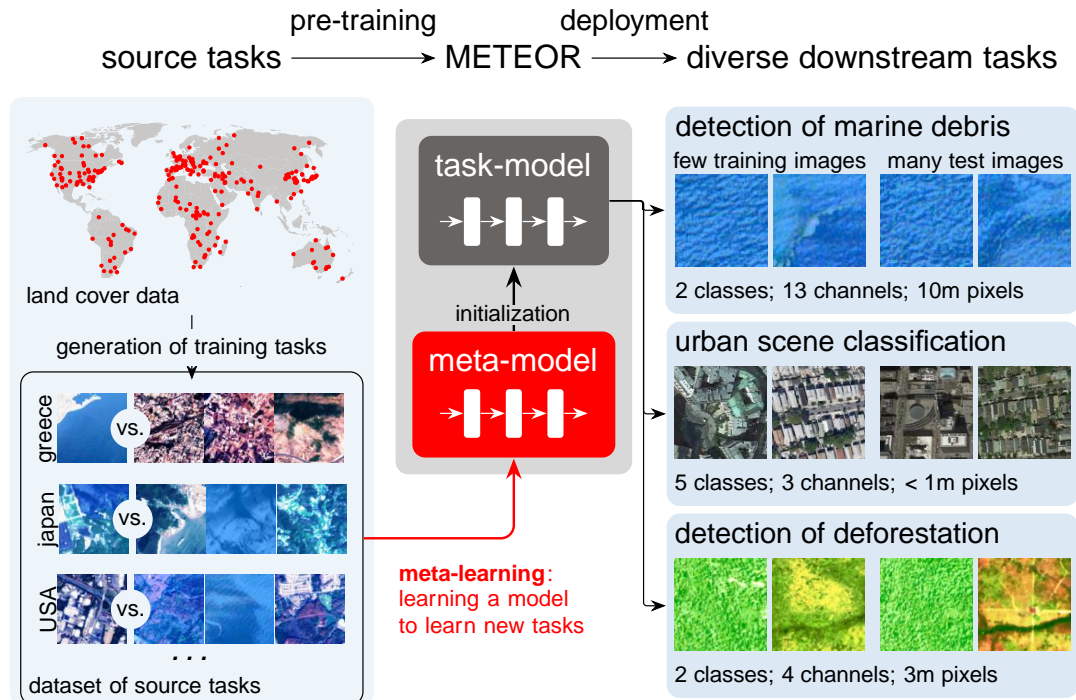 pre-training
deployment
source tasks
METEOR
diverse downstream tasks
land cover data
generation of training tasks
greece
vs.
japan
vs.
USA
vs.
...
dataset of source tasks
task-model
initialization
meta-model
meta-learning:
learning a model
to learn new tasks
detection of marine debris
few training images
many test images
2 classes; 13 channels; 10m pixels
urban scene classification
5 classes; 3 channels; < 1m pixels
detection of deforestation
2 classes; 4 channels; 3m pixels